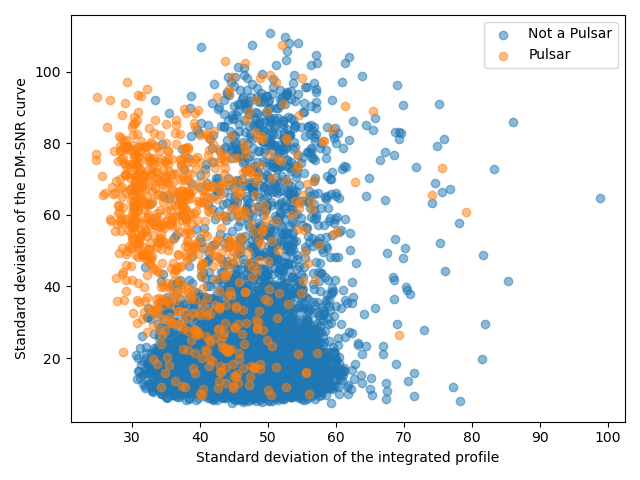 Not a Pulsar
Pulsar
Standard deviation of the DM-SNR curve
100
80
60
40
20
30 40 50 60 70 80 90 100
Standard deviation of the integrated profile